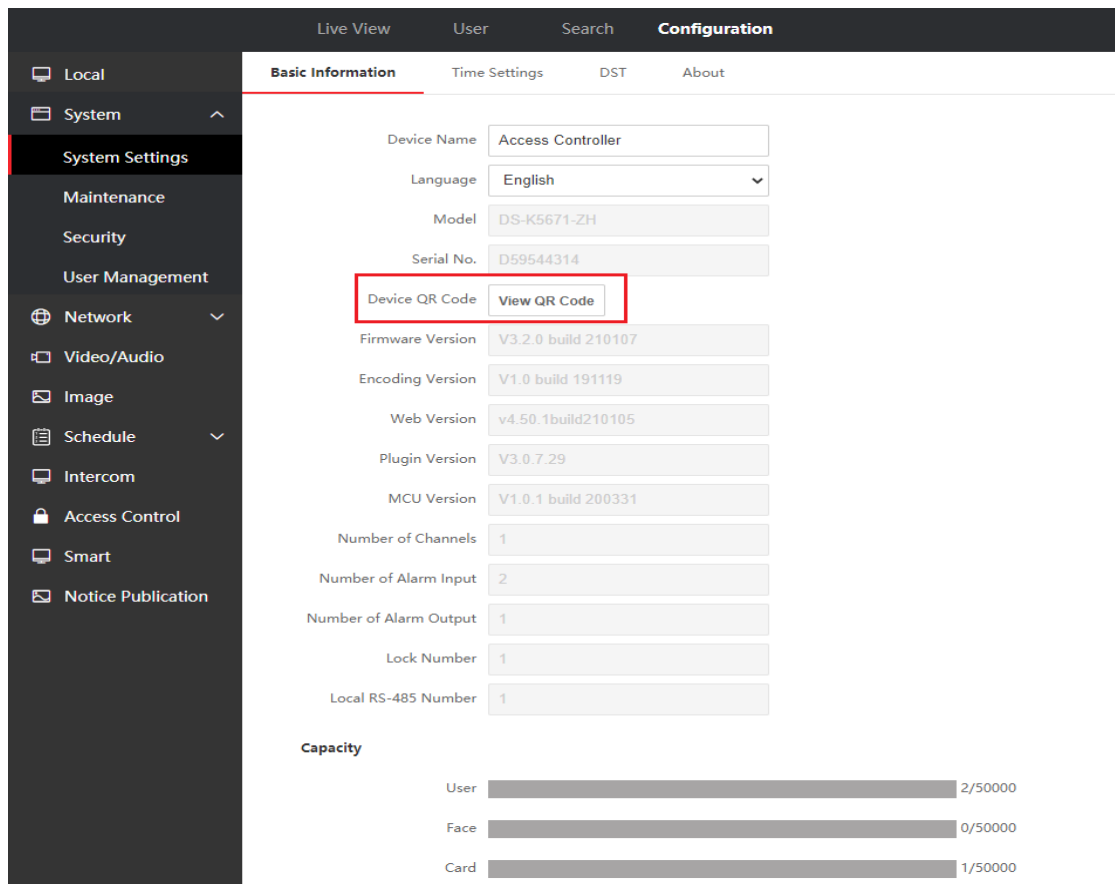 Live View User Search Configuration
Local
System
System Settings
Maintenance
Security
User Management
Network
Video/Audio
Image
Schedule
Intercom
Access Control
Smart
Notice Publication
Basic Information Time Settings DST About
Device Name Access Controller
Language English
Model DS-K5671-ZH
Serial No. D59544314
Device QR Code View QR Code
Firmware Version V3.2.0 build 210107
Encoding Version V1.0 build 191119
Web Version v4.50.1build210105
Plugin Version V3.0.7.29
MCU Version V1.0.1 build 200331
Number of Channels 1
Number of Alarm Input 2
Number of Alarm Output 1
Lock Number 1
Local RS-485 Number 1
Capacity
User 2/50000
Face 0/50000
Card 1/50000